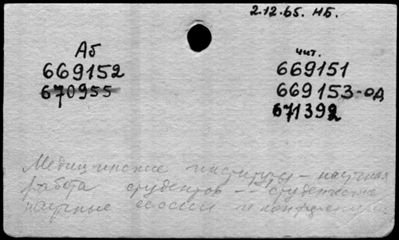 2.12.65. НБ.
Аб чит.
669152 669151
670955 669153-од
671392
Медицинские институты - научная
работа студентов - студенческие
научные сессии и конференции